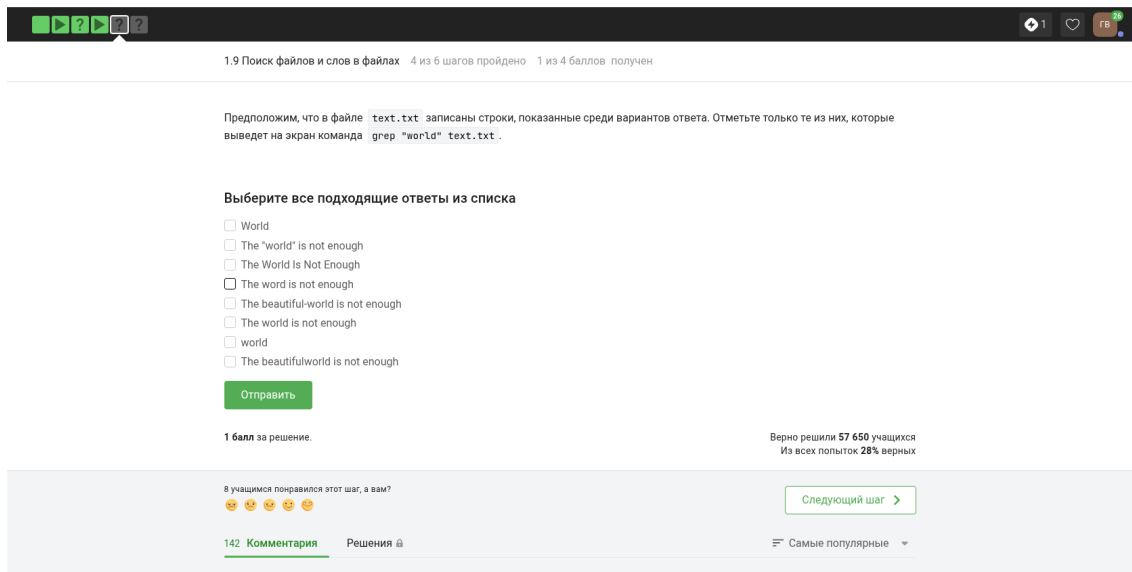 ? ? ?
1
ГВ
26
1.9 Поиск файлов и слов в файлах 4 из 6 шагов пройдено 1 из 4 баллов получен
Предположим, что в файле text.txt записаны строки, показанные среди вариантов ответа. Отметьте только те из них, которые
выведет на экран команда grep "world" text.txt.
Выберите все подходящие ответы из списка
World
The "world" is not enough
The World Is Not Enough
The word is not enough
The beautiful-world is not enough
The world is not enough
world
The beautifulworld is not enough
Отправить
1 балл за решение.
Верно решили 57 650 учащихся
Из всех попыток 28% верных
8 учащимся понравился этот шаг, а вам?
Следующий шаг
142 Комментария Решения Самые популярные